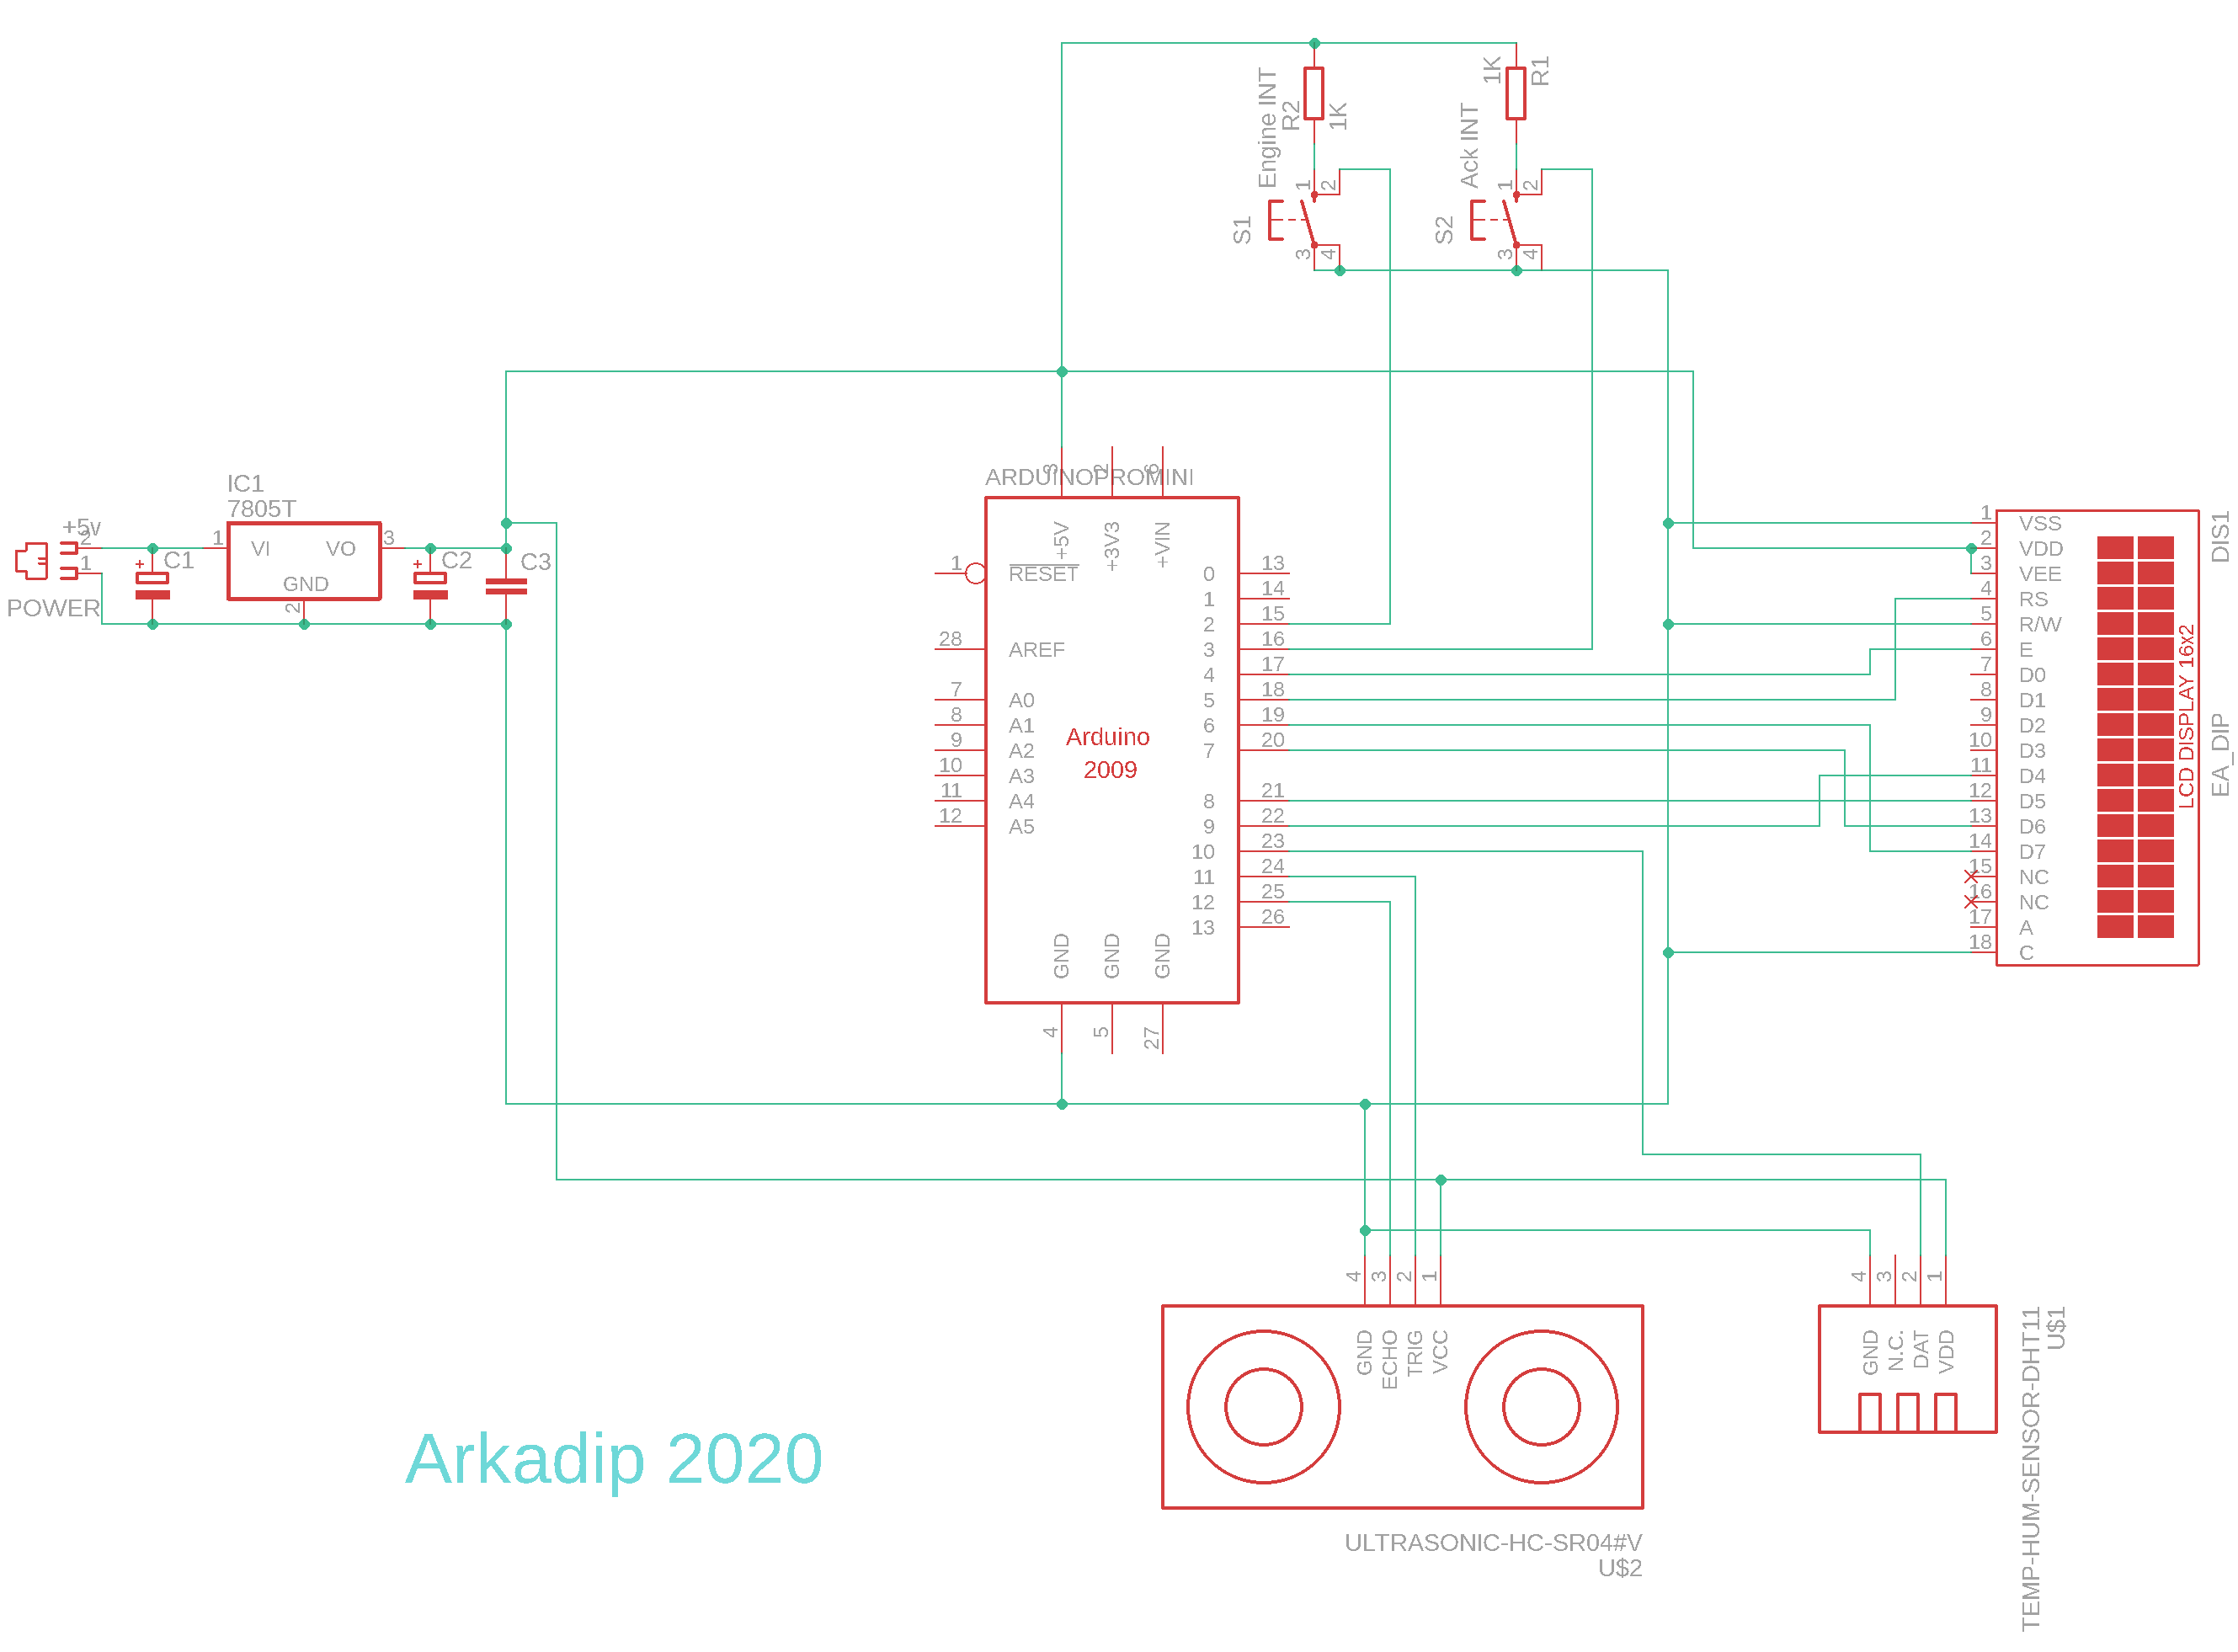 Engine INT
R2
1K
1K
R1
Ack INT
S1
1
2
3
4
S2
1
2
3
4
IC1
7805T
+5v
2
1
POWER
C1
1
VI
VO
3
GND
2
C2
C3
ARDUINOPROMINI
3
2
6
+5V
+3V3
+VIN
1
RESET
28
AREF
7
A0
8
A1
9
A2
10
A3
11
A4
12
A5
Arduino
2009
0
13
1
14
2
15
3
16
4
17
5
18
6
19
7
20
8
21
9
22
10
23
11
24
12
25
13
26
GND
GND
GND
4
5
27
1
VSS
2
VDD
3
VEE
4
RS
5
R/W
6
E
7
D0
8
D1
9
D2
10
D3
11
D4
12
D5
13
D6
14
D7
15
NC
16
NC
17
A
18
C
LCD DISPLAY 16x2
DIS1
EA_DIP
4
3
2
1
GND
ECHO
TRIG
VCC
ULTRASONIC-HC-SR04#V
U$2
4
3
2
1
GND
N.C.
DAT
VDD
TEMP-HUM-SENSOR-DHT11
U$1
Arkadip 2020